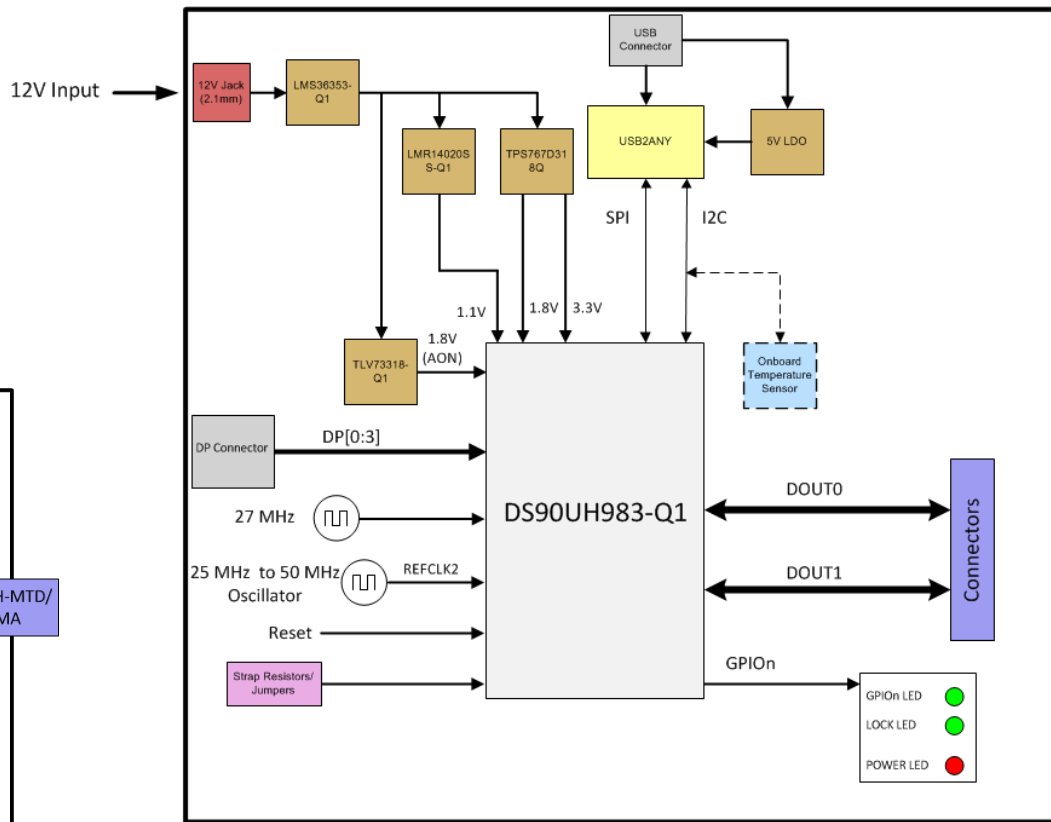 USB
Connector
12V Input
12V Jack
(2.1mm)
LMS36353-
Q1
LMR14020S
S-Q1
TPS767D31
8Q
USB2ANY
5V LDO
SPI
I2C
1.1V
1.8V
3.3V
1.8V
(AON)
TLV73318-
Q1
Onboard
Temperature
Sensor
DP Connector
DP[0:3]
27 MHz
DS90UH983-Q1
DOUT0
25 MHz to 50 MHz
Oscillator
REFCLK2
DOUT1
Connectors
H-MTD/
MA
Reset
Strap Resistors/
Jumpers
GPIOn
GPIOn LED
LOCK LED
POWER LED